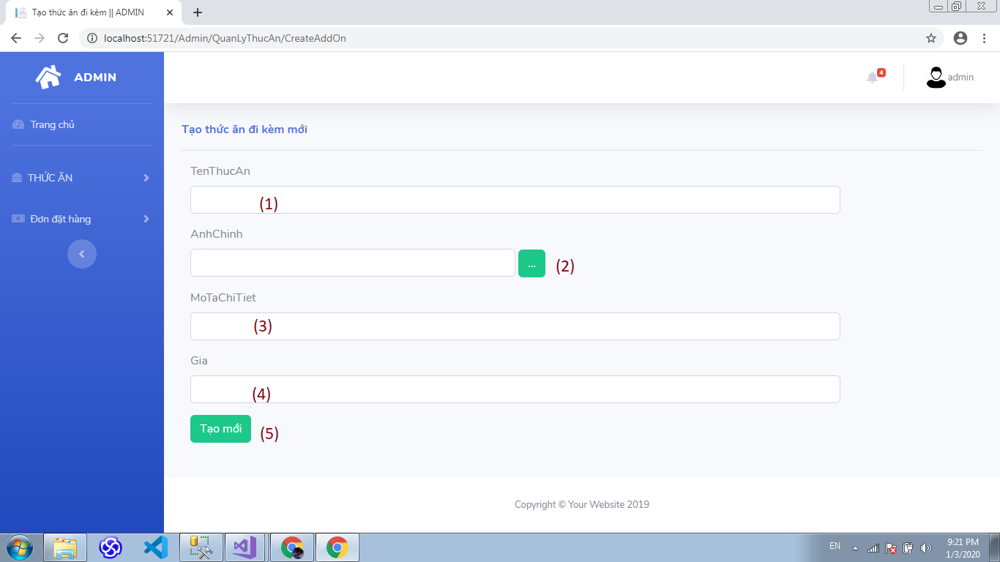 Tạo thức ăn đi kèm || ADMIN
localhost:51721/Admin/QuanLyThucAn/CreateAddOn
ADMIN
4
admin
Trang chủ
THỨC ĂN
Đơn đặt hàng
Tạo thức ăn đi kèm mới
TenThucAn
(1)
AnhChinh
... (2)
MoTaChiTiet
(3)
Gia
(4)
Tạo mới (5)
Copyright © Your Website 2019
EN
9:21 PM
1/3/2020